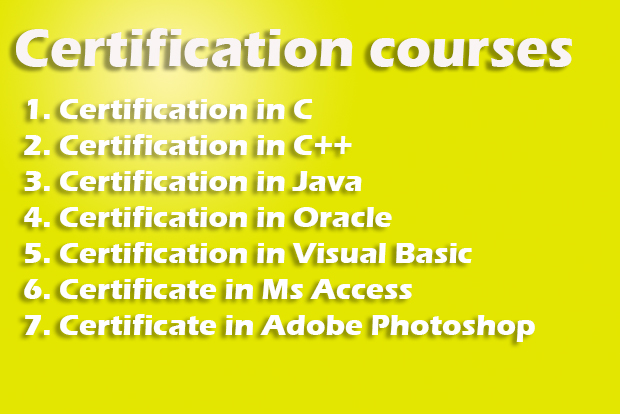 Certification courses
1. Certification in C
2. Certification in C++
3. Certification in Java
4. Certification in Oracle
5. Certification in Visual Basic
6. Certificate in Ms Access
7. Certificate in Adobe Photoshop